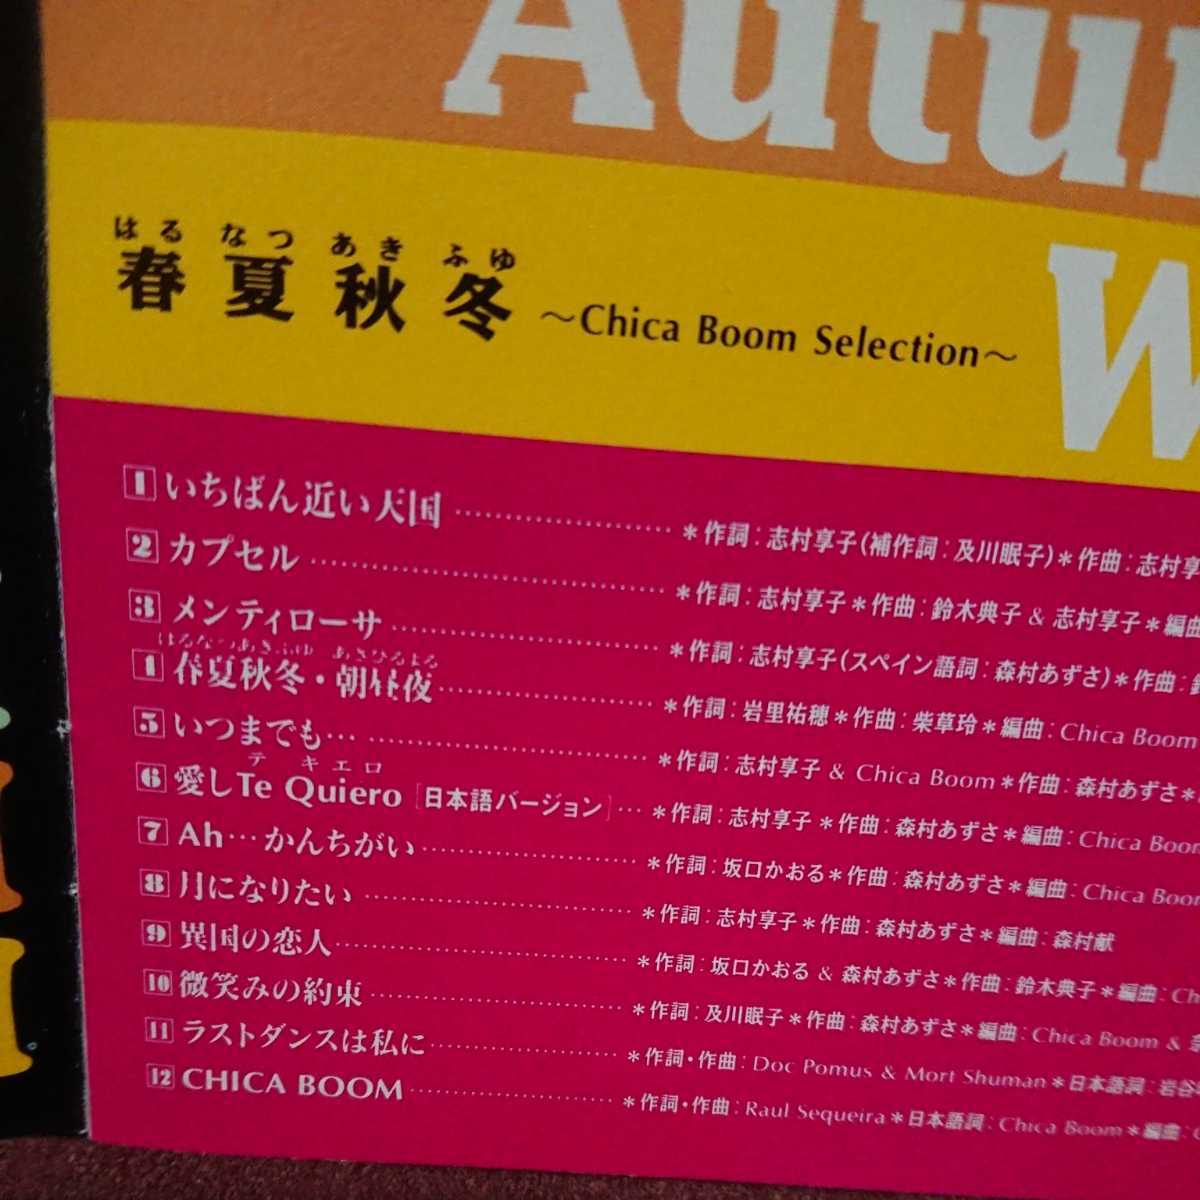 Autu
はる なつ あき ふゆ
春 夏 秋 冬 ～Chica Boom Selection～
W
1 いちばん近い天国 ＊作詞：志村享子(補作詞：及川眠子)＊作曲：志村享
2 カプセル ＊作詞：志村享子＊作曲：鈴木典子 & 志村享子＊編曲
3 メンティローサ ＊作詞：志村享子(スペイン語詞：森村あずさ)＊作曲：
はるなつあきふゆ あさひるよる
4 春夏秋冬・朝昼夜 ＊作詞：岩里祐穂＊作曲：柴草玲＊編曲：Chica Boom
5 いつまでも… ＊作詞：志村享子 & Chica Boom＊作曲：森村あずさ＊
テ キエロ
6 愛しTe Quiero [日本語バージョン] ＊作詞：志村享子＊作曲：森村あずさ＊編曲：Chica Boom
7 Ah…かんちがい ＊作詞：坂口かおる＊作曲：森村あずさ＊編曲：Chica Boom
8 月になりたい ＊作詞：志村享子＊作曲：森村あずさ＊編曲：森村献
9 異国の恋人 ＊作詞：坂口かおる & 森村あずさ＊作曲：鈴木典子＊編曲：Ch
10 微笑みの約束 ＊作詞：及川眠子＊作曲：森村あずさ＊編曲：Chica Boom &
11 ラストダンスは私に ＊作詞・作曲：Doc Pomus & Mort Shuman＊日本語詞：岩谷
12 CHICA BOOM ＊作詞・作曲：Raul Sequeira＊日本語詞：Chica Boom＊編曲：